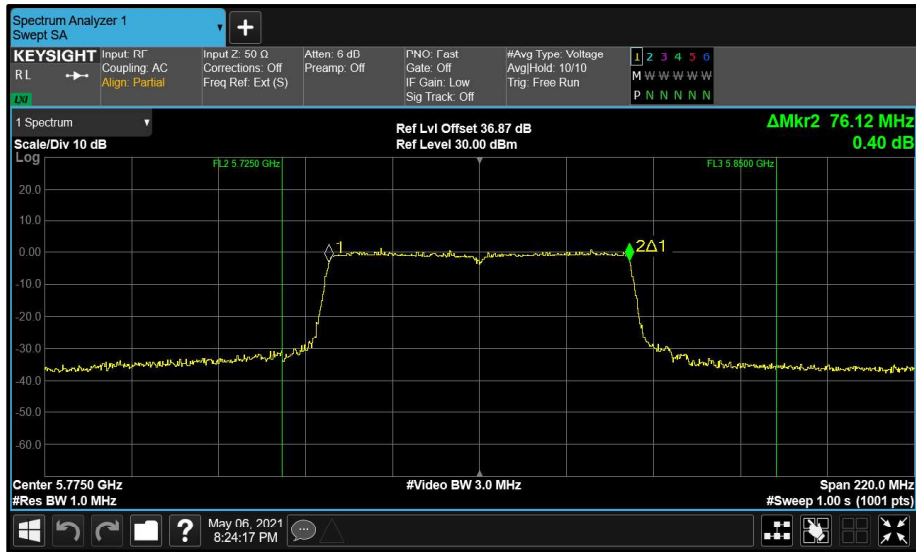 Spectrum Analyzer 1
Swept SA
KEYSIGHT
RL
LXI
Input: RF
Coupling: AC
Align: Partial
Input Z: 50 Ω
Corrections: Off
Freq Ref: Ext (S)
Atten: 6 dB
Preamp: Off
PNO: Fast
Gate: Off
IF Gain: Low
Sig Track: Off
#Avg Type: Voltage
Avg|Hold: 10/10
Trig: Free Run
1 2 3 4 5 6
M W W W W W
P N N N N N
1 Spectrum
Scale/Div 10 dB
Ref Lvl Offset 36.87 dB
Ref Level 30.00 dBm
ΔMkr2 76.12 MHz
0.40 dB
Log
FL2 5.7250 GHz
FL3 5.8500 GHz
20.0
10.0
0.00
1
2Δ1
-10.0
-20.0
-30.0
-40.0
-50.0
-60.0
Center 5.7750 GHz
#Video BW 3.0 MHz
Span 220.0 MHz
#Res BW 1.0 MHz
#Sweep 1.00 s (1001 pts)
?
May 06, 2021
8:24:17 PM